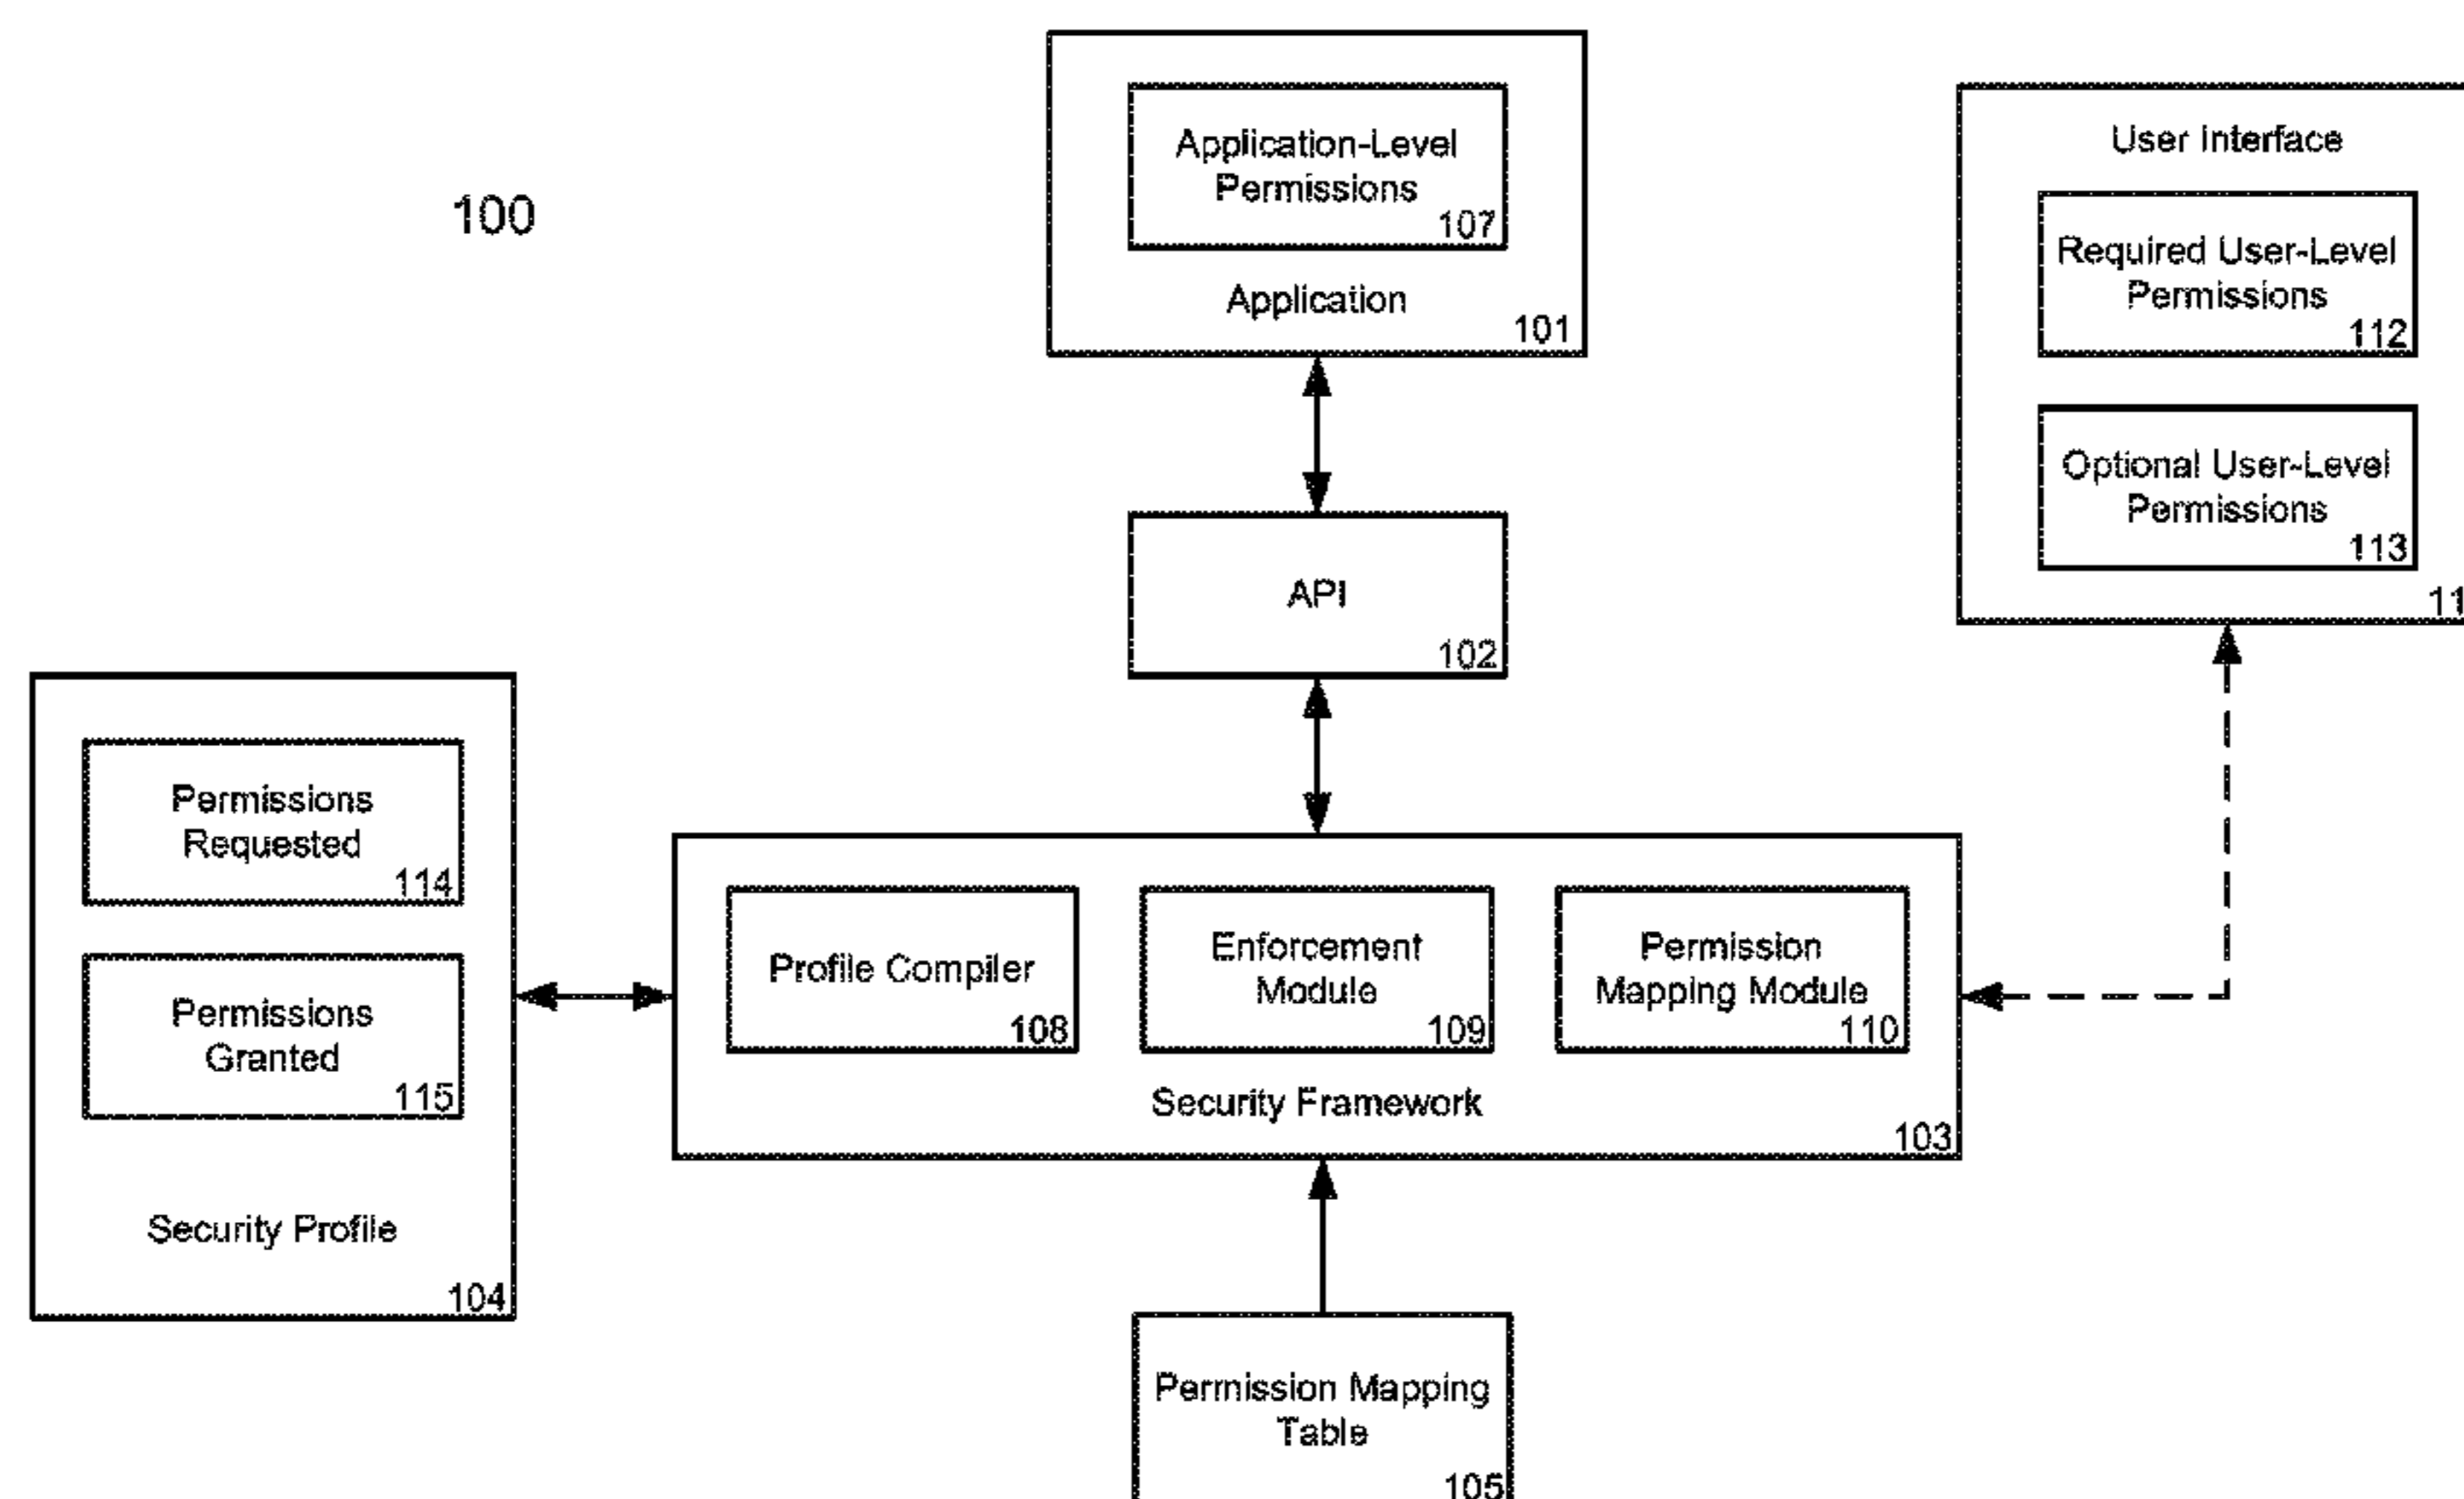 100
Application-Level
Permissions
107
Application
101
User Interface
Required User-Level
Permissions
112
Optional User-Level
Permissions
113
11
API
102
Permissions
Requested
114
Permissions
Granted
115
Security Profile
104
Profile Compiler
108
Enforcement
Module
109
Permission
Mapping Module
110
Security Framework
103
Permission Mapping
Table
105